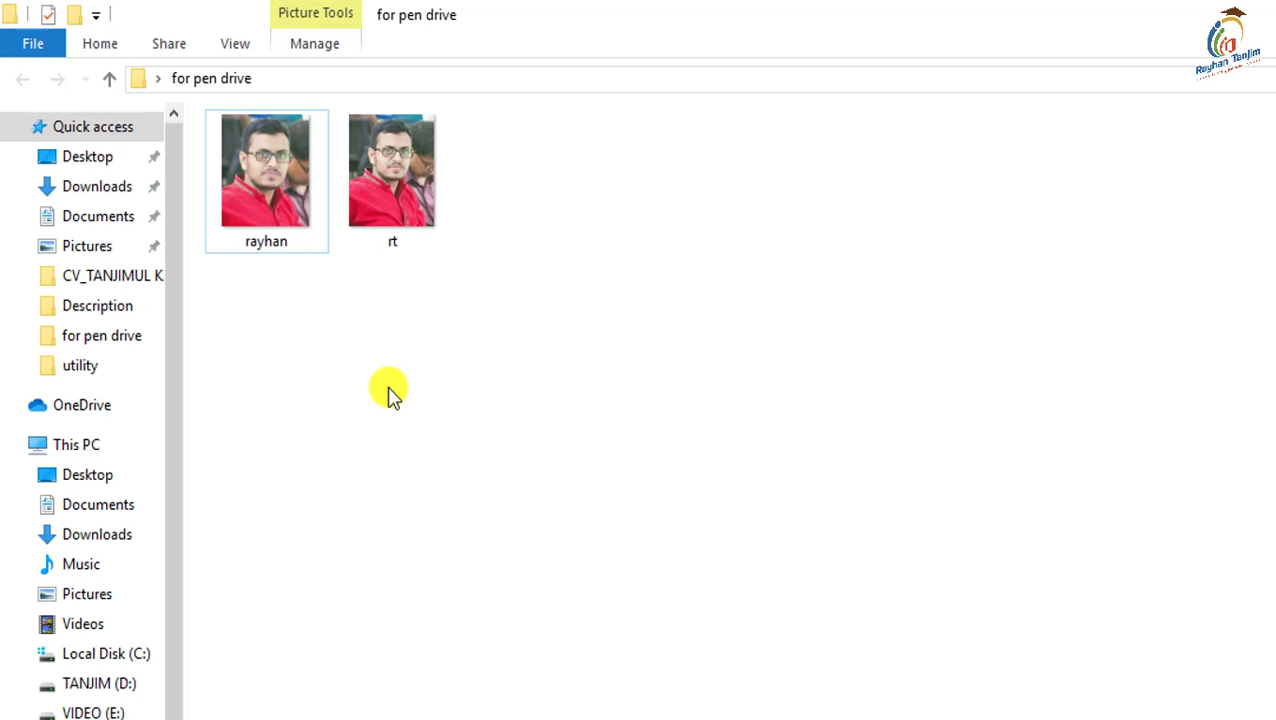 Picture Tools
for pen drive
File
Home
Share
View
Manage
for pen drive
Rayhan Tanjim
Quick access
Desktop
Downloads
Documents
Pictures
CV_TANJIMUL K
Description
for pen drive
utility
OneDrive
This PC
Desktop
Documents
Downloads
Music
Pictures
Videos
Local Disk (C:)
TANJIM (D:)
VIDEO (E:)
rayhan
rt